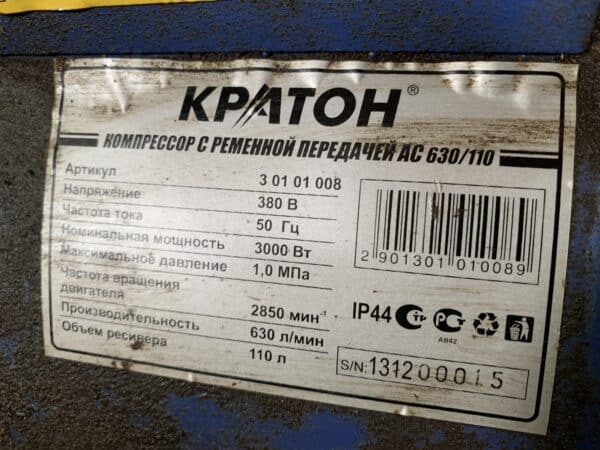 КРАТОН®
КОМПРЕССОР С РЕМЕННОЙ ПЕРЕДАЧЕЙ AC 630/110
Артикул 3 01 01 008
Напряжение 380 В
Частота тока 50 Гц
Номинальная мощность 3000 Вт
Максимальное давление 1,0 МПа
Частота вращения
двигателя 2850 мин⁻¹
Производительность 630 л/мин
Объем ресивера 110 л
2 901301 010089
IP44
АВ42
S/N: 131200015